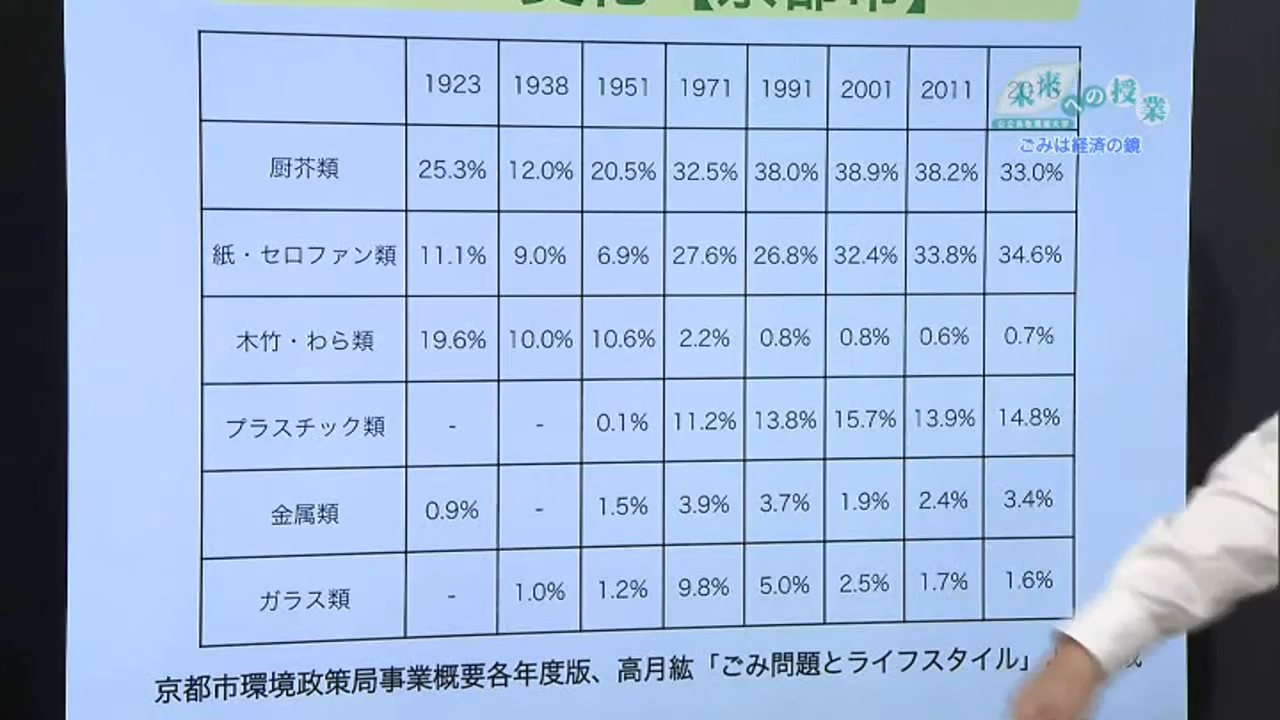 【京都市】
1923 1938 1951 1971 1991 2001 2011
未来への授業
ごみは経済の鏡
厨芥類 25.3% 12.0% 20.5% 32.5% 38.0% 38.9% 38.2% 33.0%
紙・セロファン類 11.1% 9.0% 6.9% 27.6% 26.8% 32.4% 33.8% 34.6%
木竹・わら類 19.6% 10.0% 10.6% 2.2% 0.8% 0.8% 0.6% 0.7%
プラスチック類 - - 0.1% 11.2% 13.8% 15.7% 13.9% 14.8%
金属類 0.9% - 1.5% 3.9% 3.7% 1.9% 2.4% 3.4%
ガラス類 - 1.0% 1.2% 9.8% 5.0% 2.5% 1.7% 1.6%
京都市環境政策局事業概要各年度版、高月紘「ごみ問題とライフスタイル」